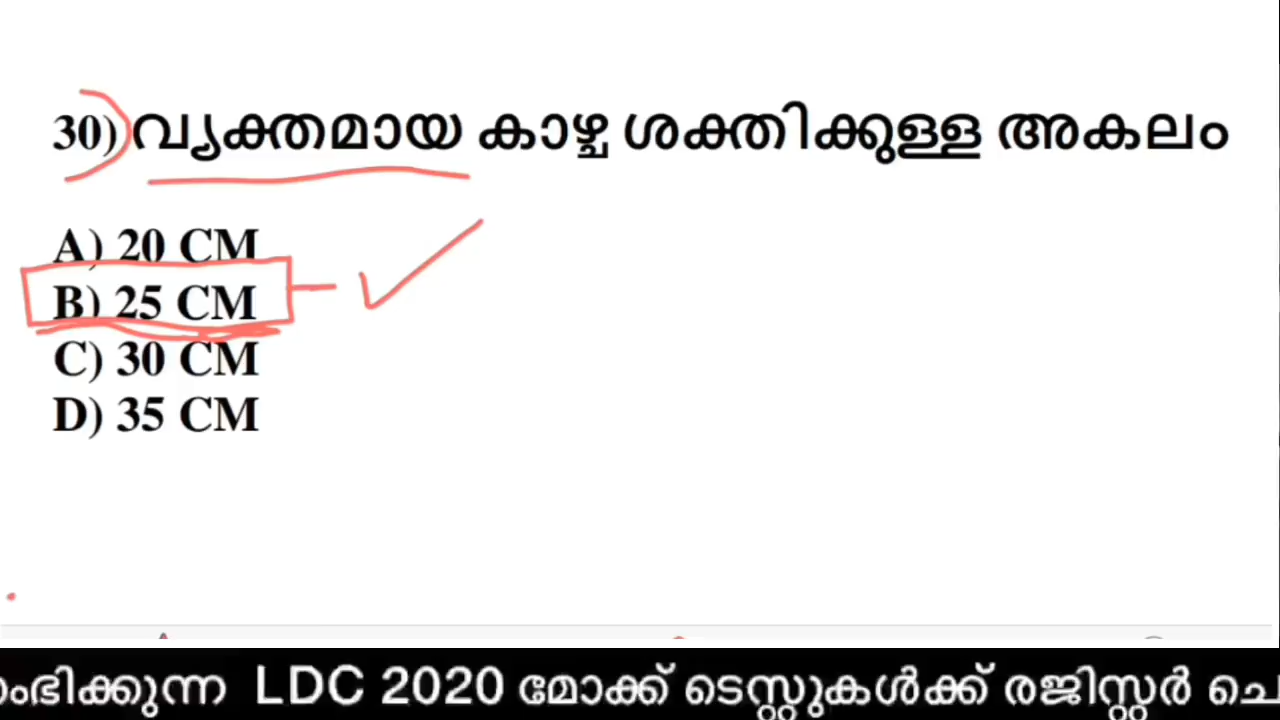 30) വ്യക്തമായ കാഴ്ച ശക്തിക്കുള്ള അകലം
A) 20 CM
B) 25 CM
C) 30 CM
D) 35 CM
LDC 2020 മോക്ക് ടെസ്റ്റുകൾക്ക് രജിസ്റ്റർ